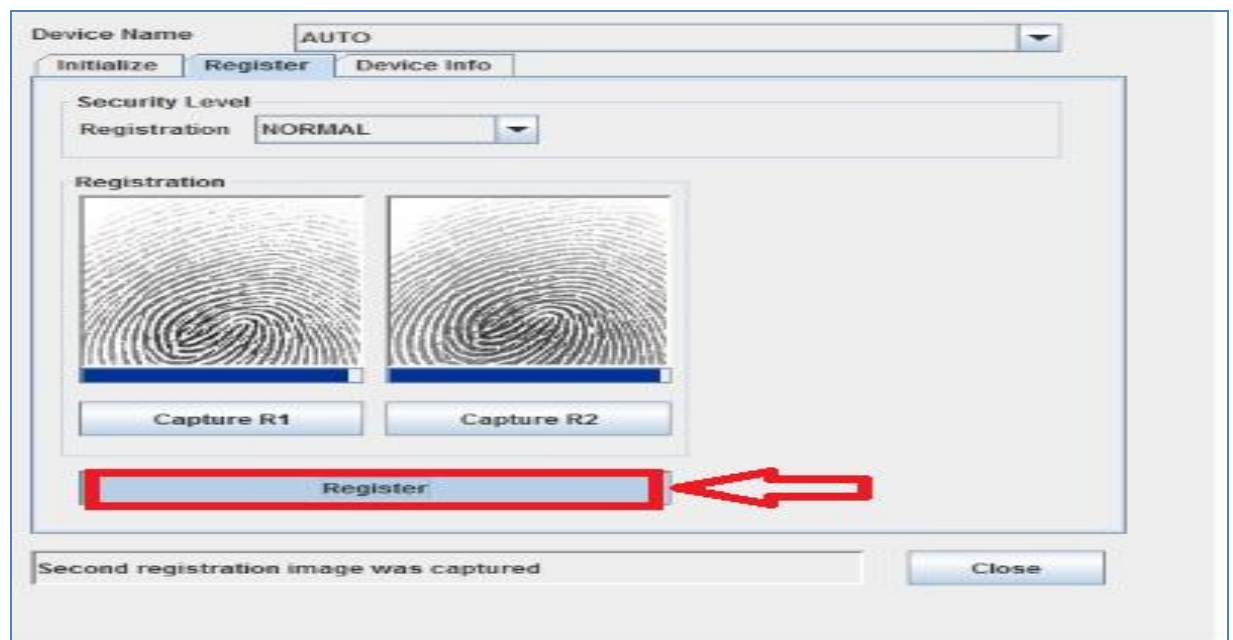 Device Name AUTO
Initialize Register Device Info
Security Level
Registration NORMAL
Registration
Capture R1 Capture R2
Register
Second registration image was captured Close